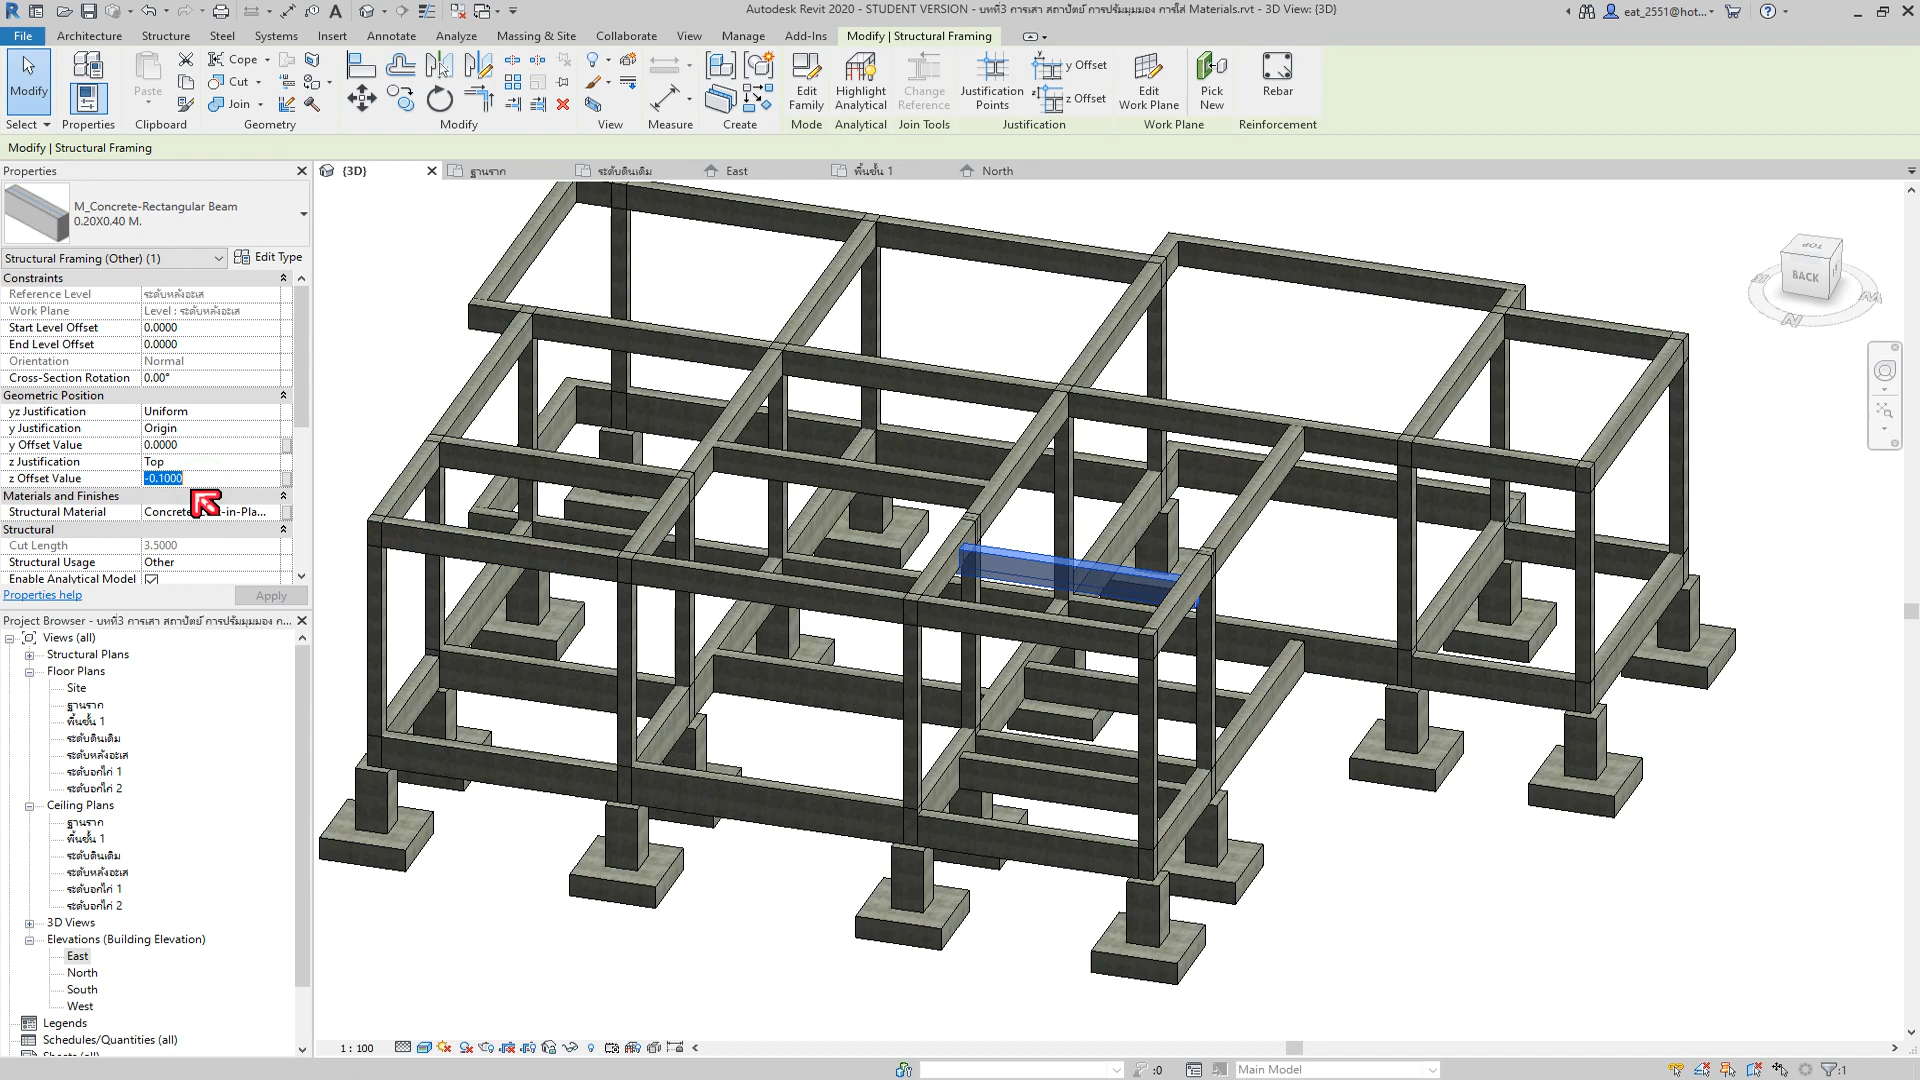 Autodesk Revit 2020 - STUDENT VERSION - บทที่3 การเสา สถาปัตย์ การปรับมุมมอง การใส่ Materials.rvt - 3D View: {3D}
eat_2551@hot...
File Architecture Structure Steel Systems Insert Annotate Analyze Massing & Site Collaborate View Manage Add-Ins Modify | Structural Framing
Modify
Paste
Cope
Cut
Join
Edit Family
Highlight Analytical
Change Reference
Justification Points
y Offset
z Offset
Edit Work Plane
Pick New
Rebar
Select Properties Clipboard Geometry Modify View Measure Create Mode Analytical Join Tools Justification Work Plane Reinforcement
Modify | Structural Framing
Properties
{3D} ฐานราก ระดับดินเดิม East พื้นชั้น 1 North
M_Concrete-Rectangular Beam
0.20X0.40 M.
Structural Framing (Other) (1) Edit Type
Constraints
Reference Level ระดับหลังอะเส
Work Plane Level : ระดับหลังอะเส
Start Level Offset 0.0000
End Level Offset 0.0000
Orientation Normal
Cross-Section Rotation 0.00°
Geometric Position
yz Justification Uniform
y Justification Origin
y Offset Value 0.0000
z Justification Top
z Offset Value -0.1000
Materials and Finishes
Structural Material Concrete -in-Pla...
Structural
Cut Length 3.5000
Structural Usage Other
Enable Analytical Model
Properties help Apply
Project Browser - บทที่3 การเสา สถาปัตย์ การปรับมุมมอง ก...
Views (all)
Structural Plans
Floor Plans
Site
ฐานราก
พื้นชั้น 1
ระดับดินเดิม
ระดับหลังอะเส
ระดับอกไก่ 1
ระดับอกไก่ 2
Ceiling Plans
ฐานราก
พื้นชั้น 1
ระดับดินเดิม
ระดับหลังอะเส
ระดับอกไก่ 1
ระดับอกไก่ 2
3D Views
Elevations (Building Elevation)
East
North
South
West
Legends
Schedules/Quantities (all)
Sheets (all)
TOP
BACK
N
1 : 100
:0
Main Model
:1